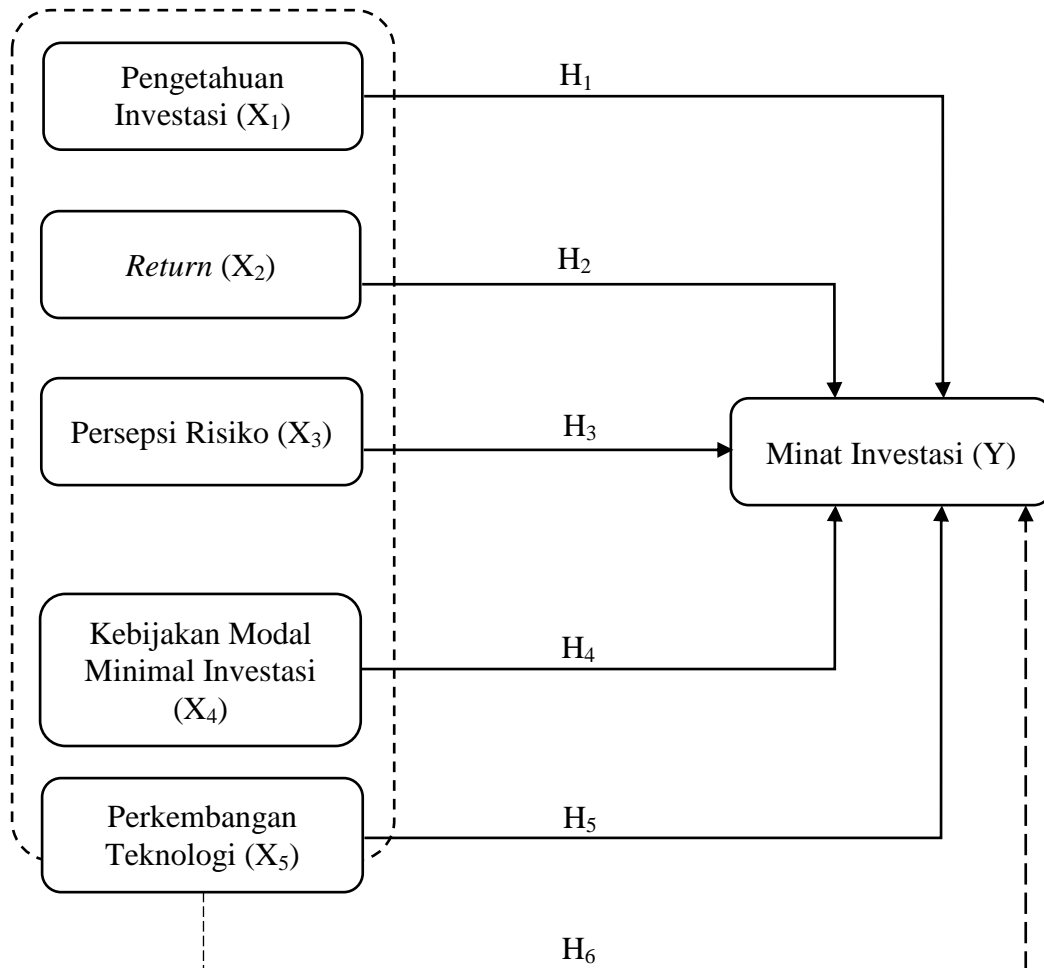 Pengetahuan
Investasi (X₁)
H₁
Return (X₂)
H₂
Persepsi Risiko (X₃)
H₃
Minat Investasi (Y)
Kebijakan Modal
Minimal Investasi
(X₄)
H₄
Perkembangan
Teknologi (X₅)
H₅
H₆